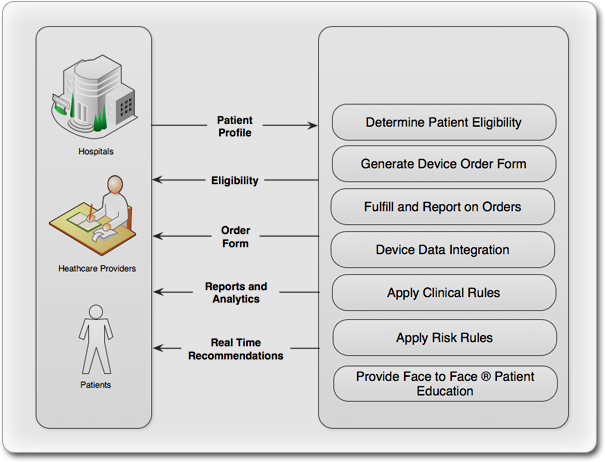 Hospitals
Heathcare Providers
Patients
Patient
Profile
Eligibility
Order
Form
Reports and
Analytics
Real Time
Recommendations
Determine Patient Eligibility
Generate Device Order Form
Fulfill and Report on Orders
Device Data Integration
Apply Clinical Rules
Apply Risk Rules
Provide Face to Face ® Patient
Education